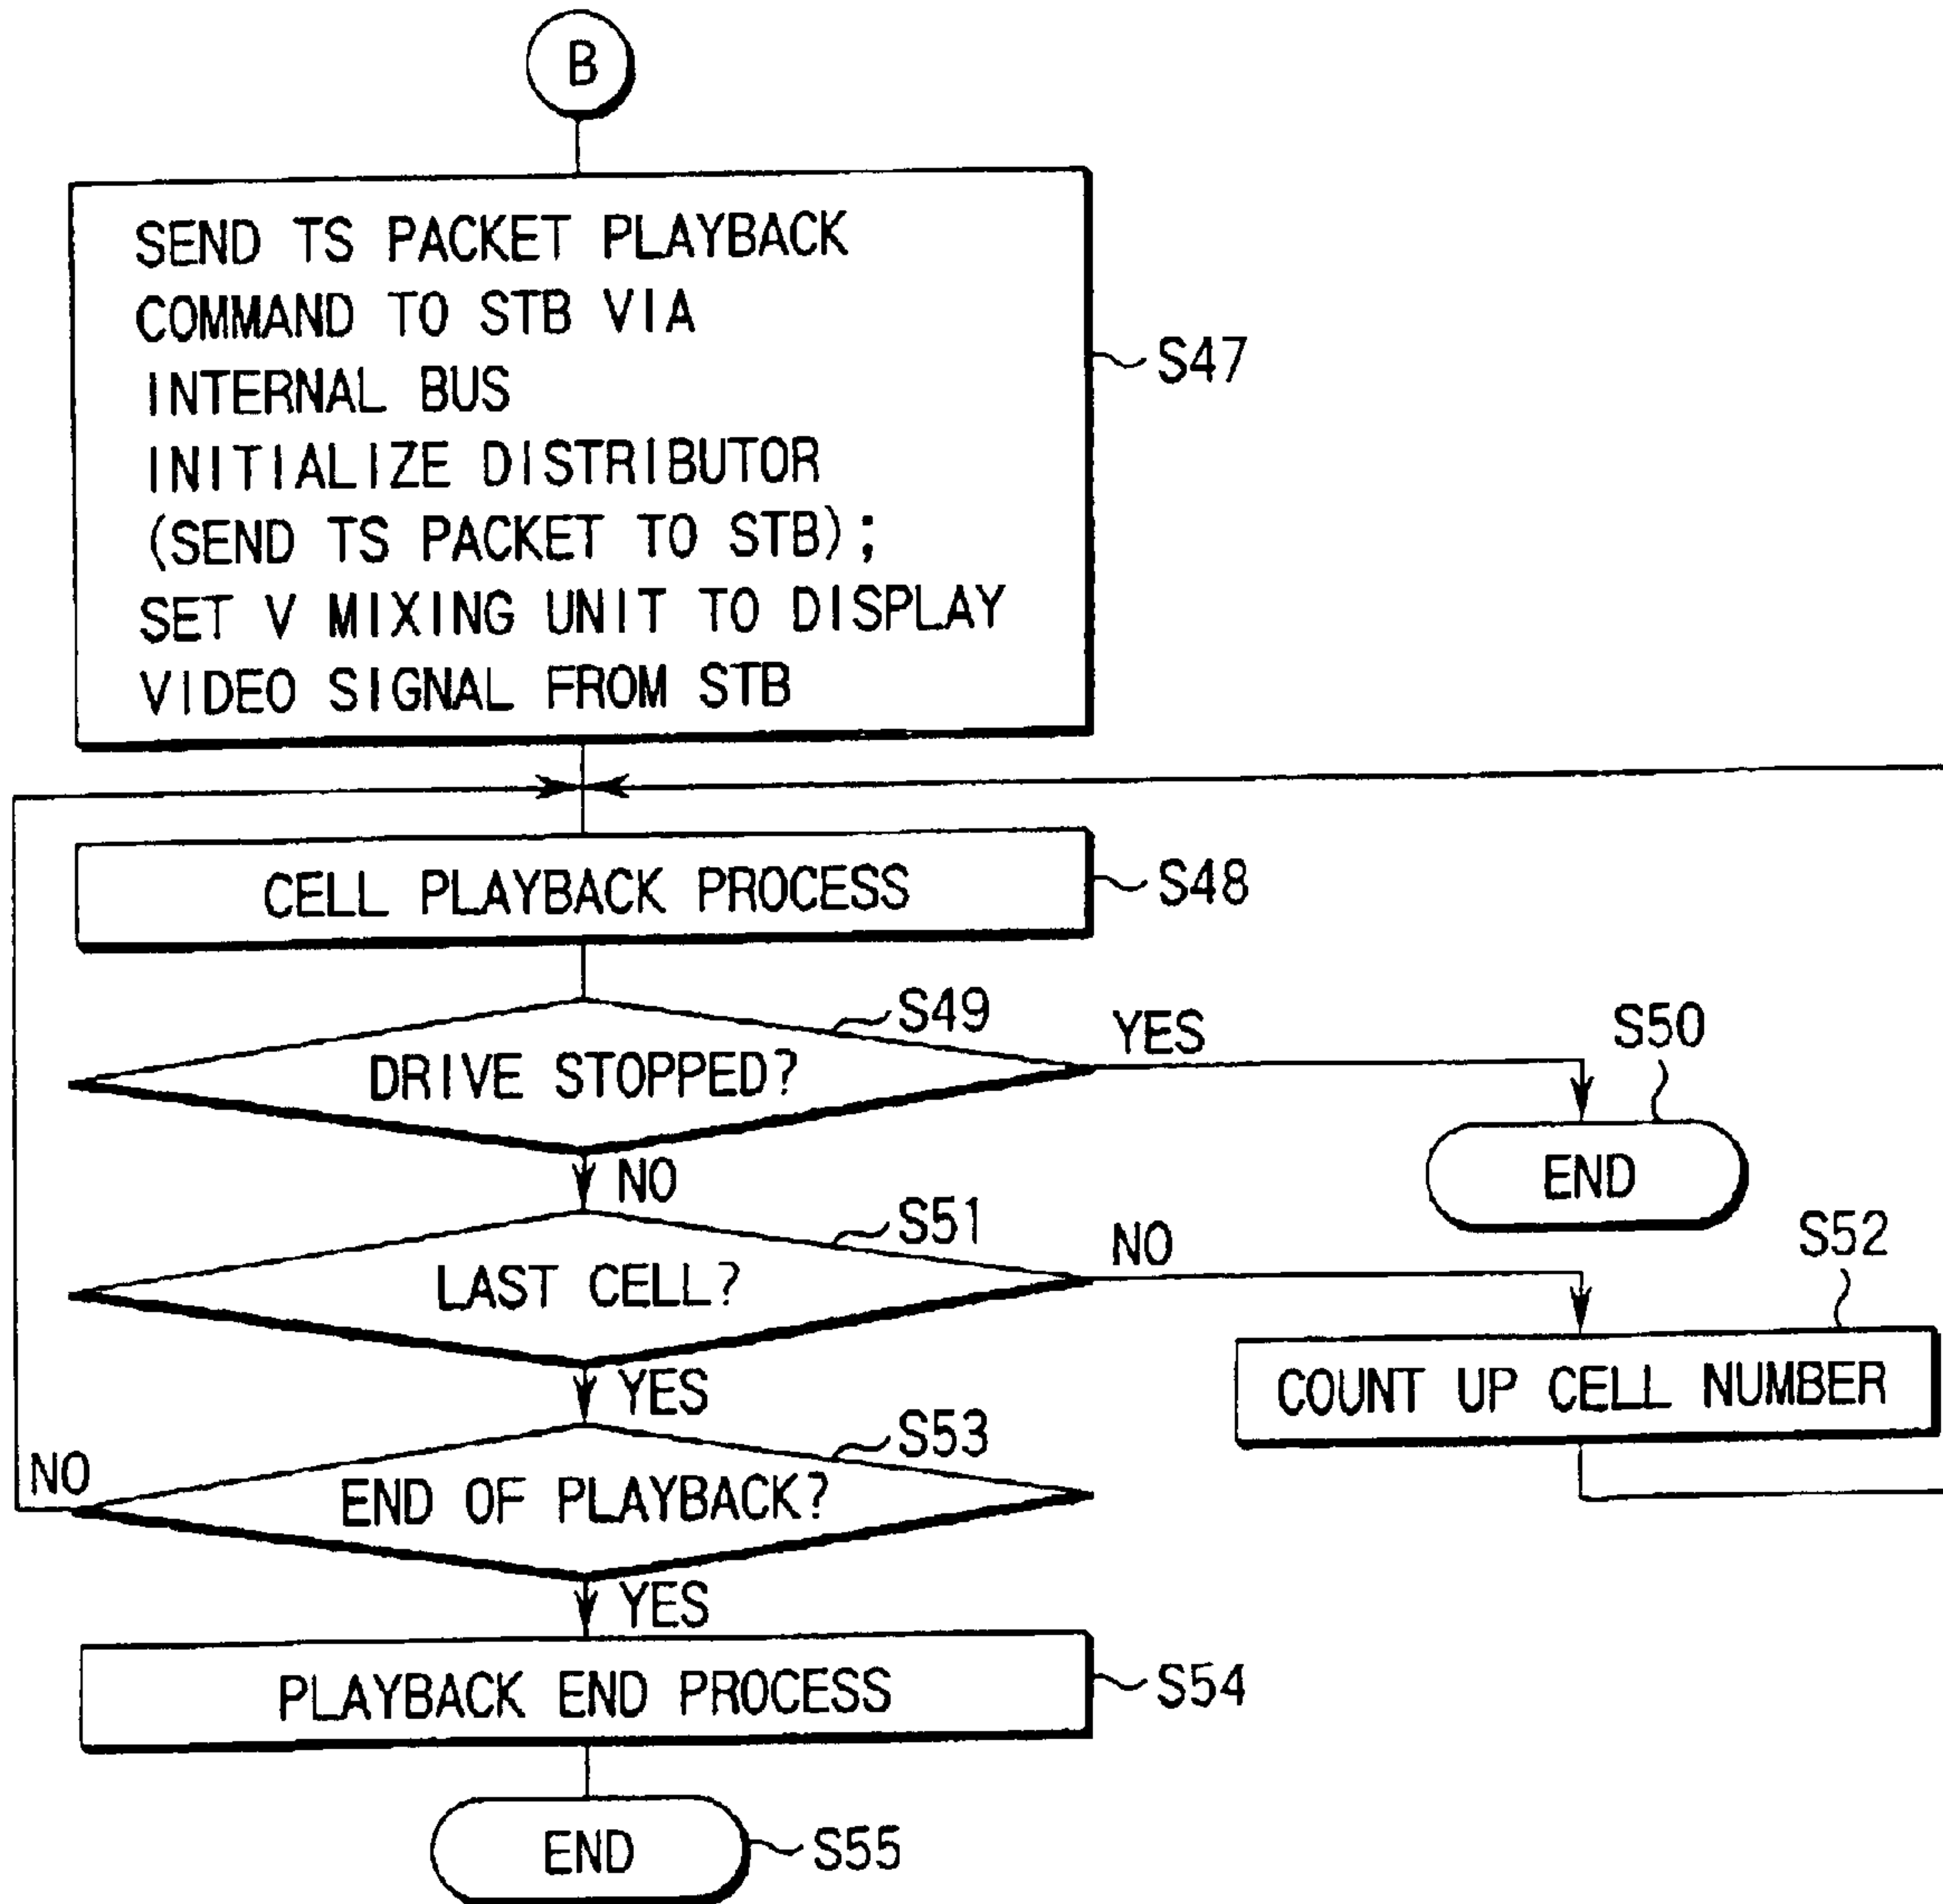 B
SEND TS PACKET PLAYBACK
COMMAND TO STB VIA
INTERNAL BUS
INITIALIZE DISTRIBUTOR
(SEND TS PACKET TO STB);
SET V MIXING UNIT TO DISPLAY
VIDEO SIGNAL FROM STB
S47
CELL PLAYBACK PROCESS
S48
S49
DRIVE STOPPED?
YES
S50
END
NO
S51
LAST CELL?
NO
S52
COUNT UP CELL NUMBER
YES
S53
END OF PLAYBACK?
NO
YES
PLAYBACK END PROCESS
S54
END
S55